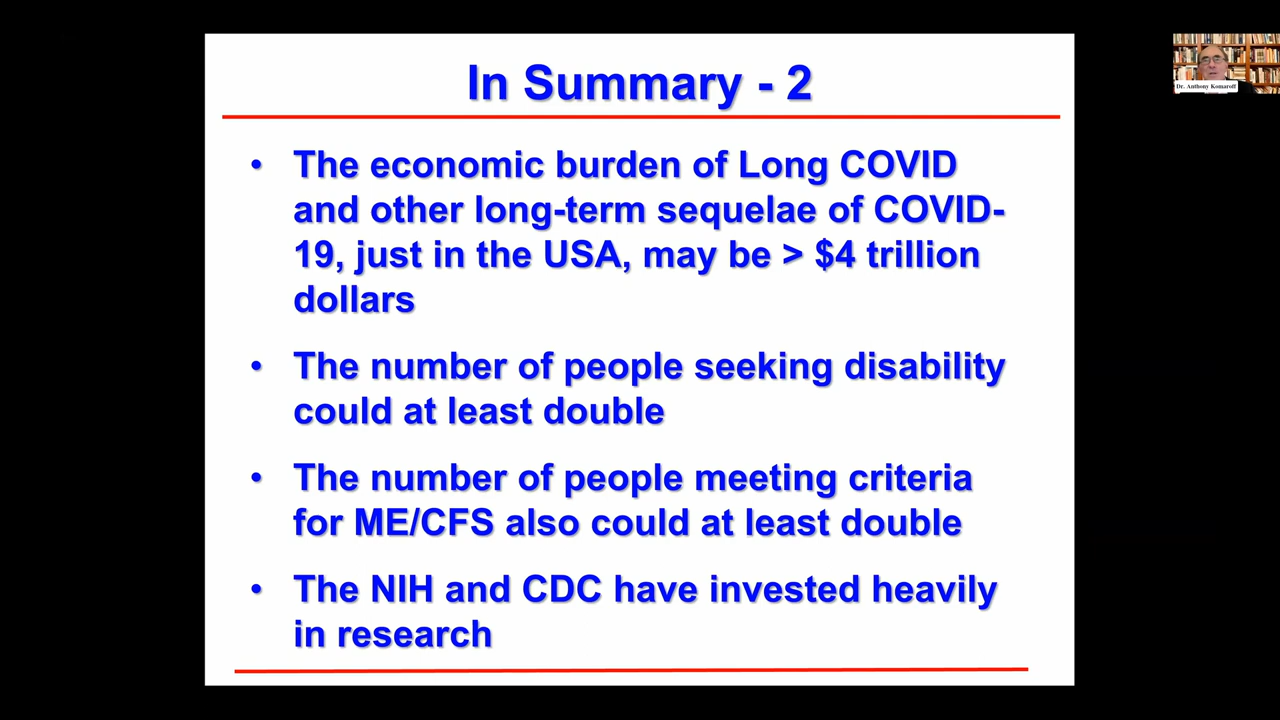 In Summary - 2
Dr. Anthony Komaroff
• The economic burden of Long COVID
and other long-term sequelae of COVID-
19, just in the USA, may be > $4 trillion
dollars
• The number of people seeking disability
could at least double
• The number of people meeting criteria
for ME/CFS also could at least double
• The NIH and CDC have invested heavily
in research